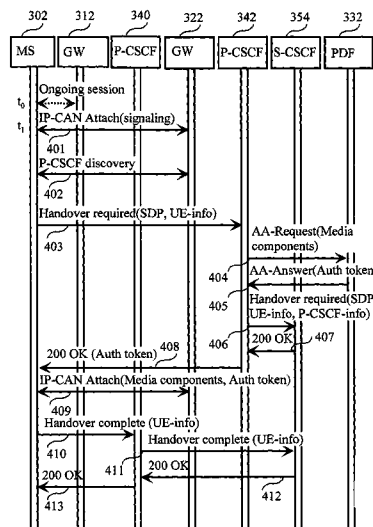 302 312 340 322 342 354 332
MS GW P-CSCF GW P-CSCF S-CSCF PDF
Ongoing session
t0
IP-CAN Attach(signaling)
t1
401
P-CSCF discovery
402
Handover required(SDP, UE-info)
403
AA-Request(Media
components)
404
AA-Answer(Auth token
405
Handover required(SDP
UE-info, P-CSCF-info)
406 200 OK 407
200 OK (Auth token) 408
IP-CAN Attach(Media components, Auth token)
409
Handover complete (UE-info)
410
Handover complete (UE-info)
411 200 OK
412
200 OK
413